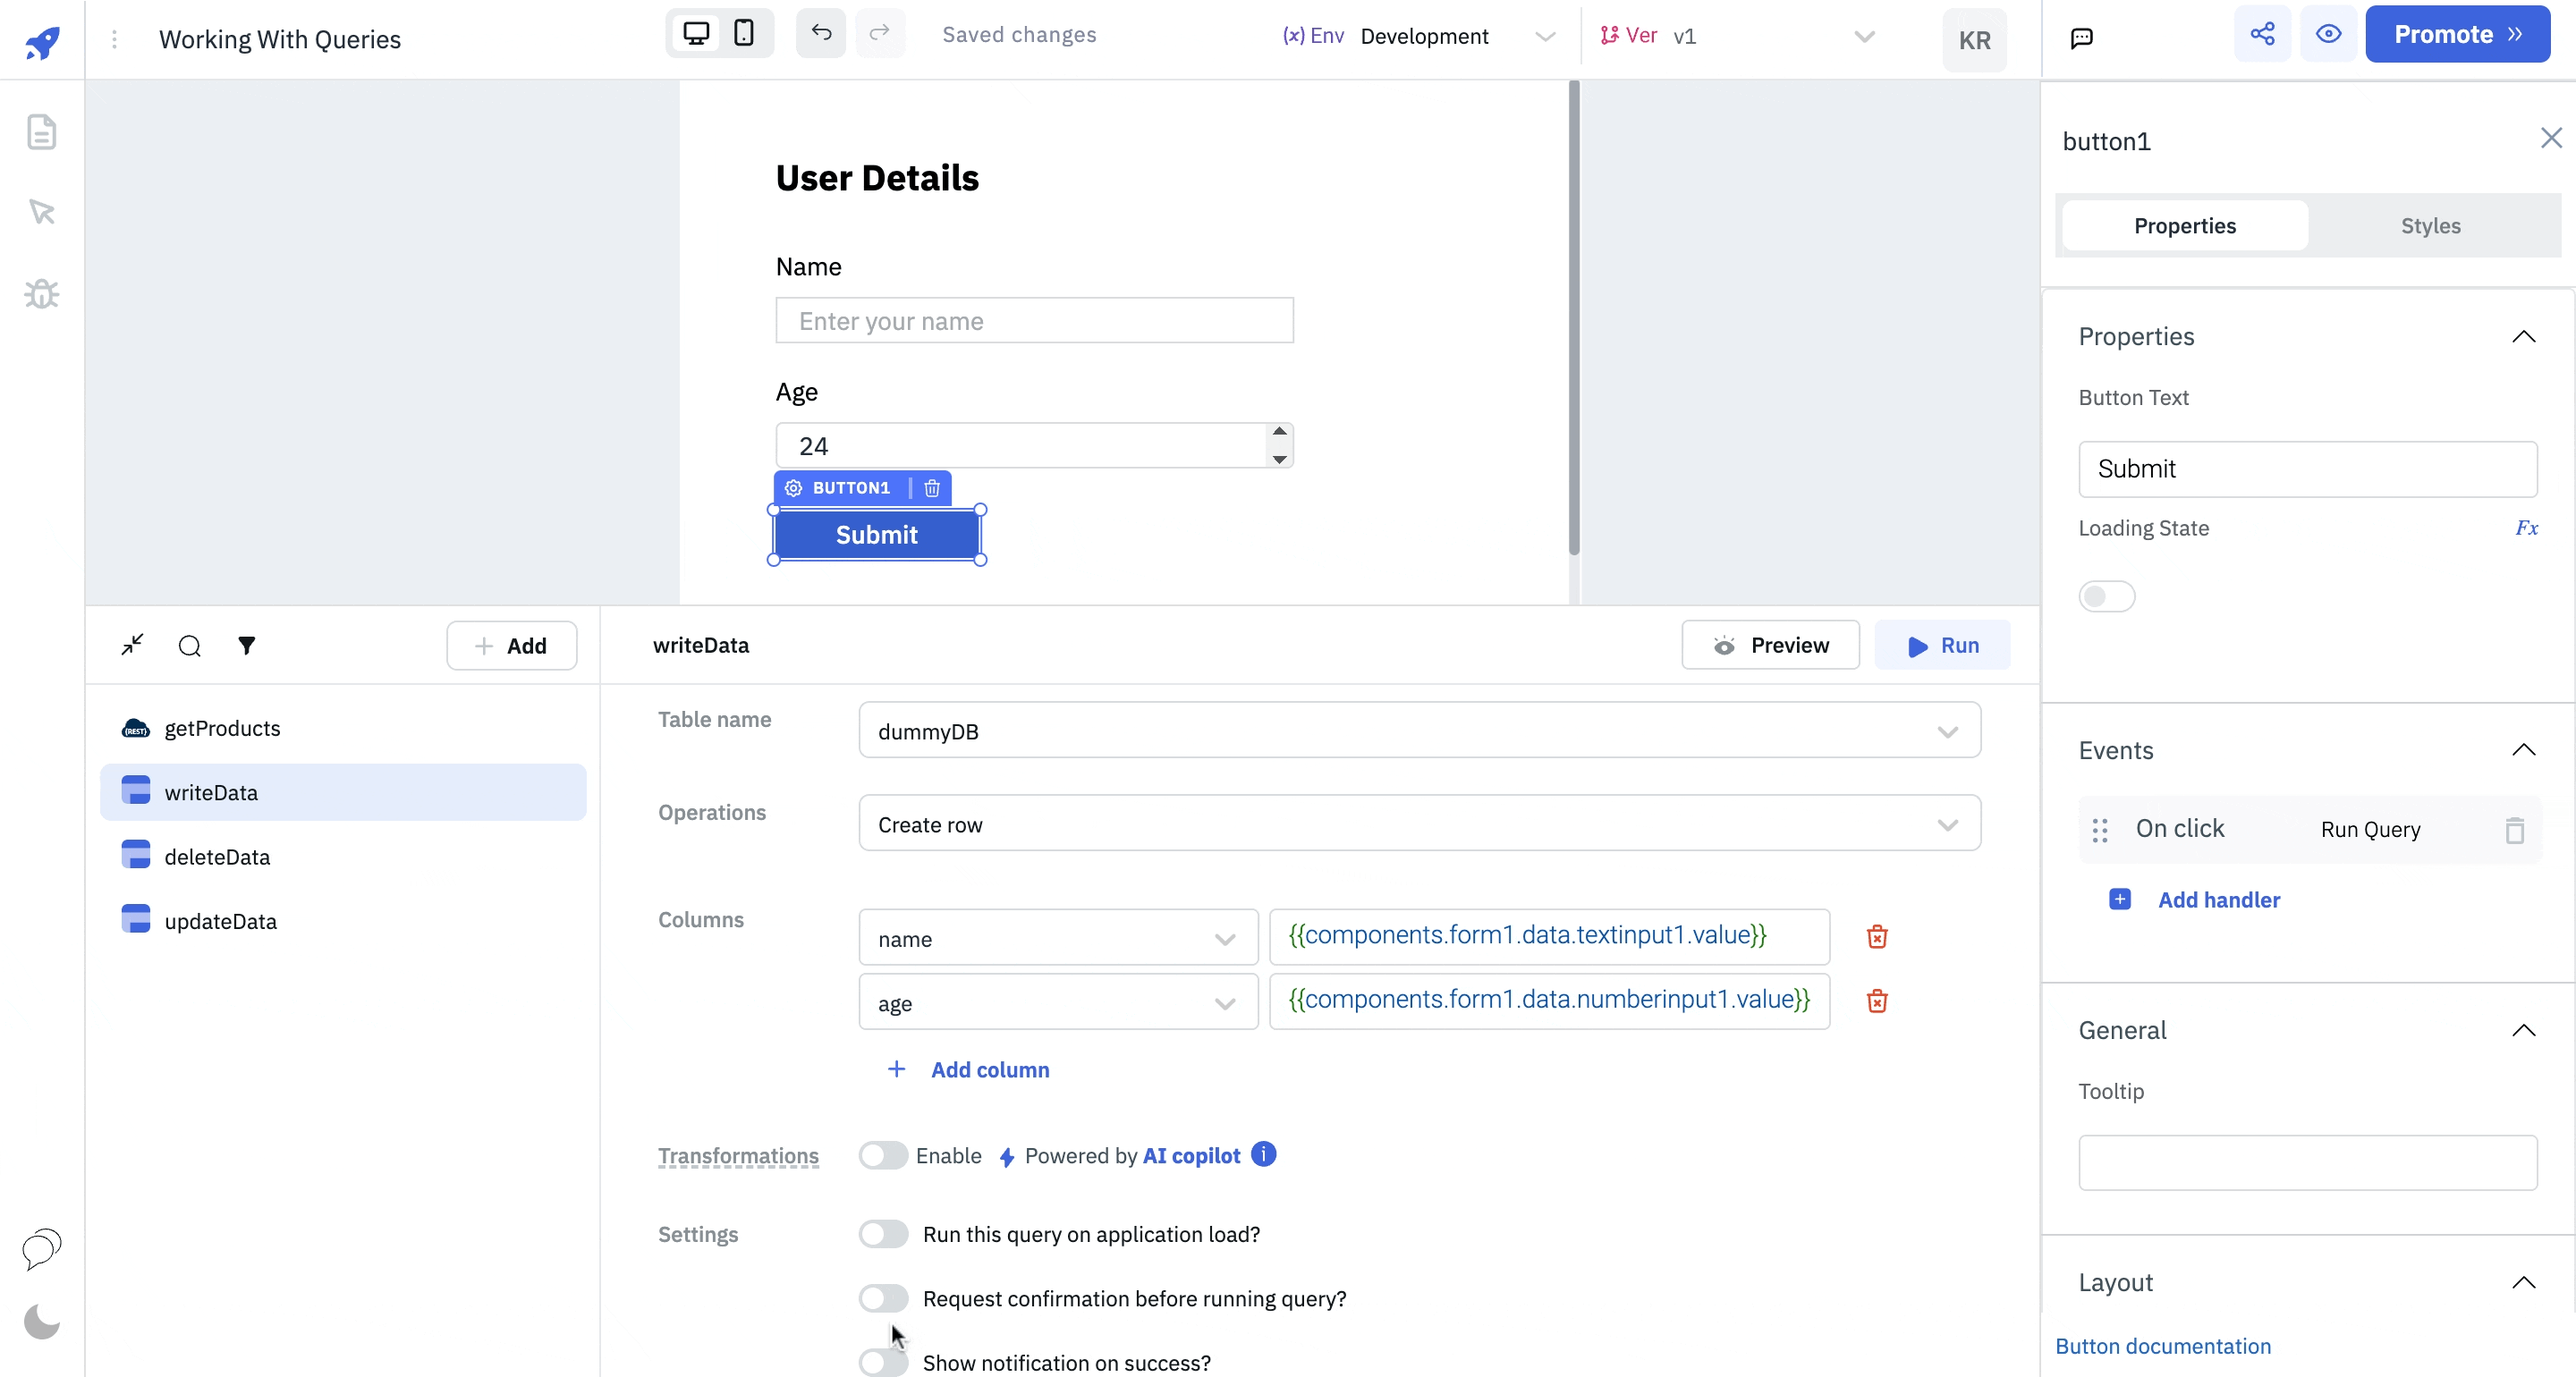 Working With Queries
Saved changes
(x) Env Development
Ver v1
KR
Promote
User Details
Name
Enter your name
Age
24
BUTTON1
Submit
button1
Properties Styles
Properties
Button Text
Submit
Loading State Fx
Events
On click Run Query
+ Add handler
General
Tooltip
Layout
Button documentation
+ Add
{REST} getProducts
writeData
deleteData
updateData
writeData
Preview
Run
Table name dummyDB
Operations Create row
Columns name {{components.form1.data.textinput1.value}}
age {{components.form1.data.numberinput1.value}}
+ Add column
Transformations Enable Powered by AI copilot i
Settings Run this query on application load?
Request confirmation before running query?
Show notification on success?